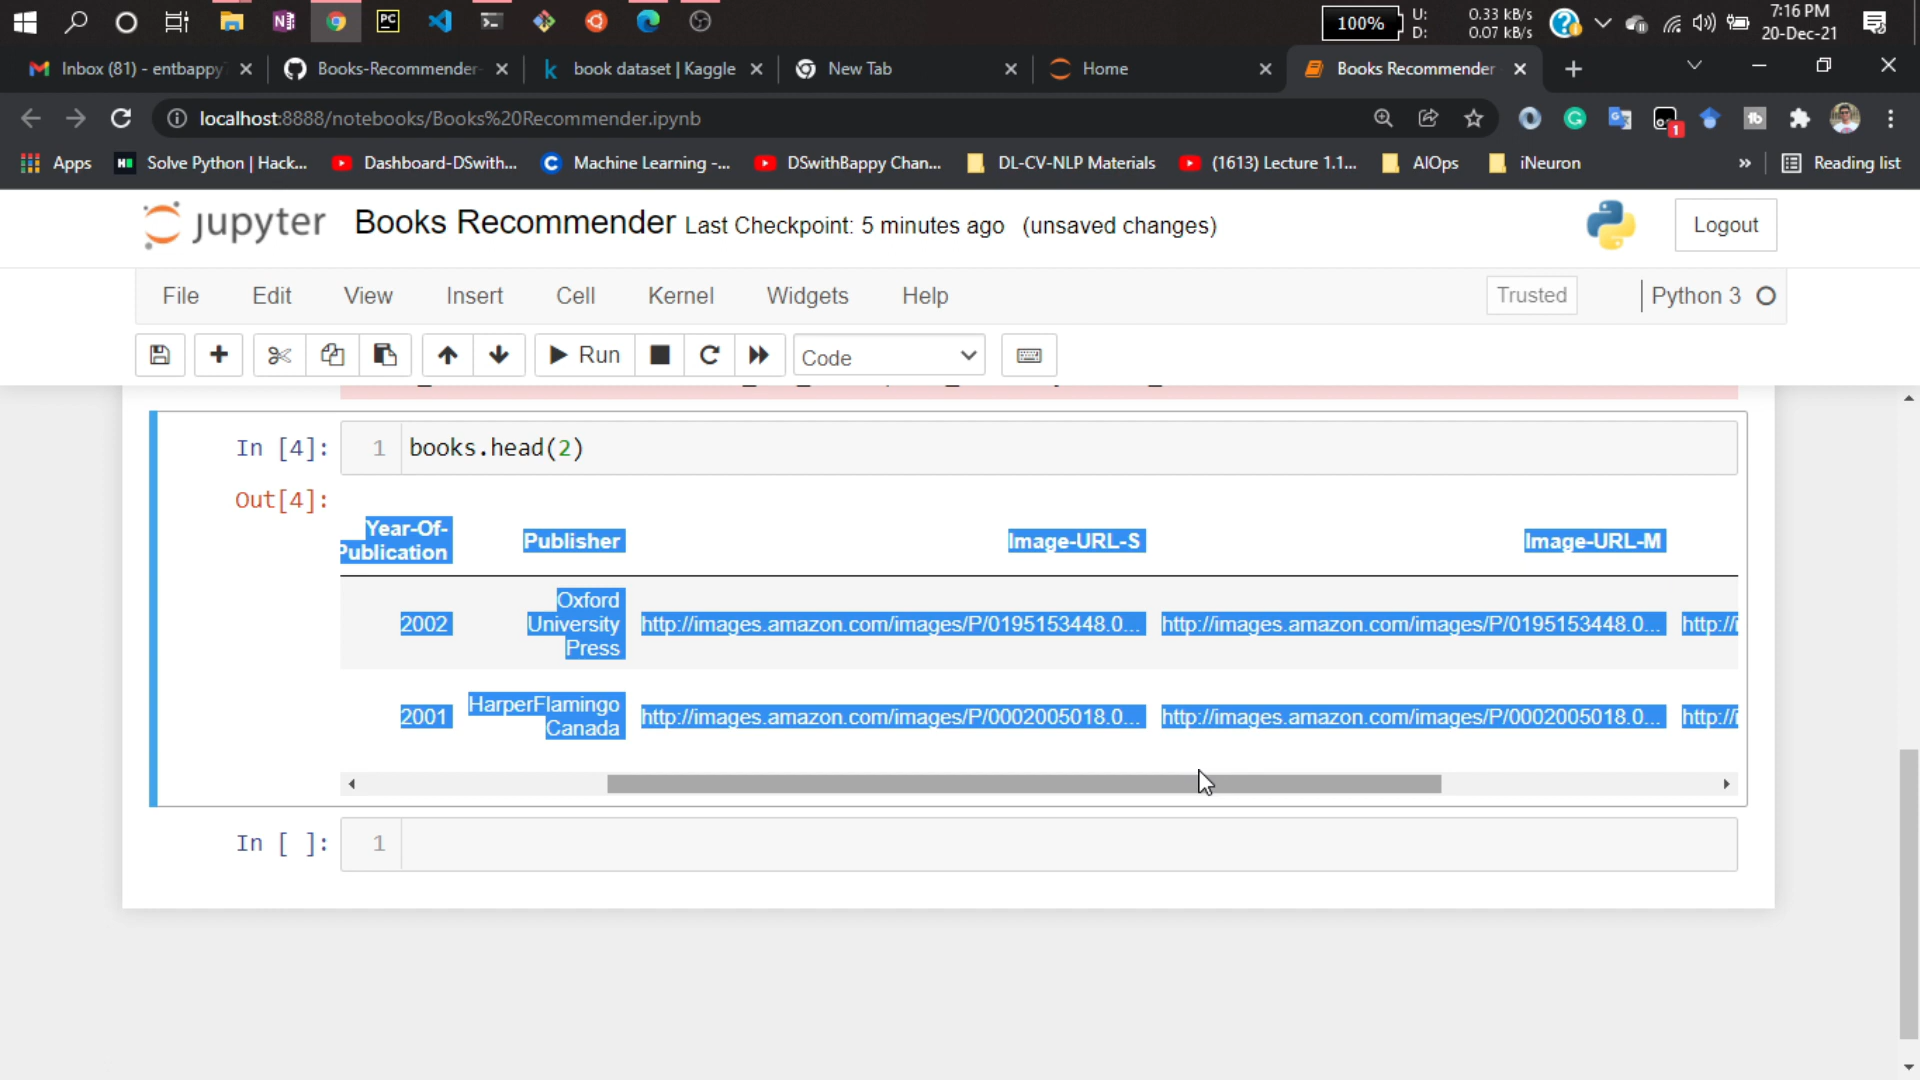 100%
U: 0.33 kB/s
D: 0.07 kB/s
7:16 PM
20-Dec-21
Inbox (81) - entbappy
Books-Recommender-
book dataset | Kaggle
New Tab
Home
Books Recommender
localhost:8888/notebooks/Books%20Recommender.ipynb
1
Apps
Solve Python | Hack...
Dashboard-DSwith...
Machine Learning -...
DSwithBappy Chan...
DL-CV-NLP Materials
(1613) Lecture 1.1...
AIOps
iNeuron
»
Reading list
jupyter
Books Recommender Last Checkpoint: 5 minutes ago (unsaved changes)
Logout
File Edit View Insert Cell Kernel Widgets Help
Trusted
Python 3
Run
Code
In [4]:
1 books.head(2)
Out[4]:
Year-Of-
Publication
Publisher
Image-URL-S
Image-URL-M
2002
Oxford
University
Press
http://images.amazon.com/images/P/0195153448.0...
http://images.amazon.com/images/P/0195153448.0...
http://i
2001
HarperFlamingo
Canada
http://images.amazon.com/images/P/0002005018.0...
http://images.amazon.com/images/P/0002005018.0...
http://i
In [ ]:
1